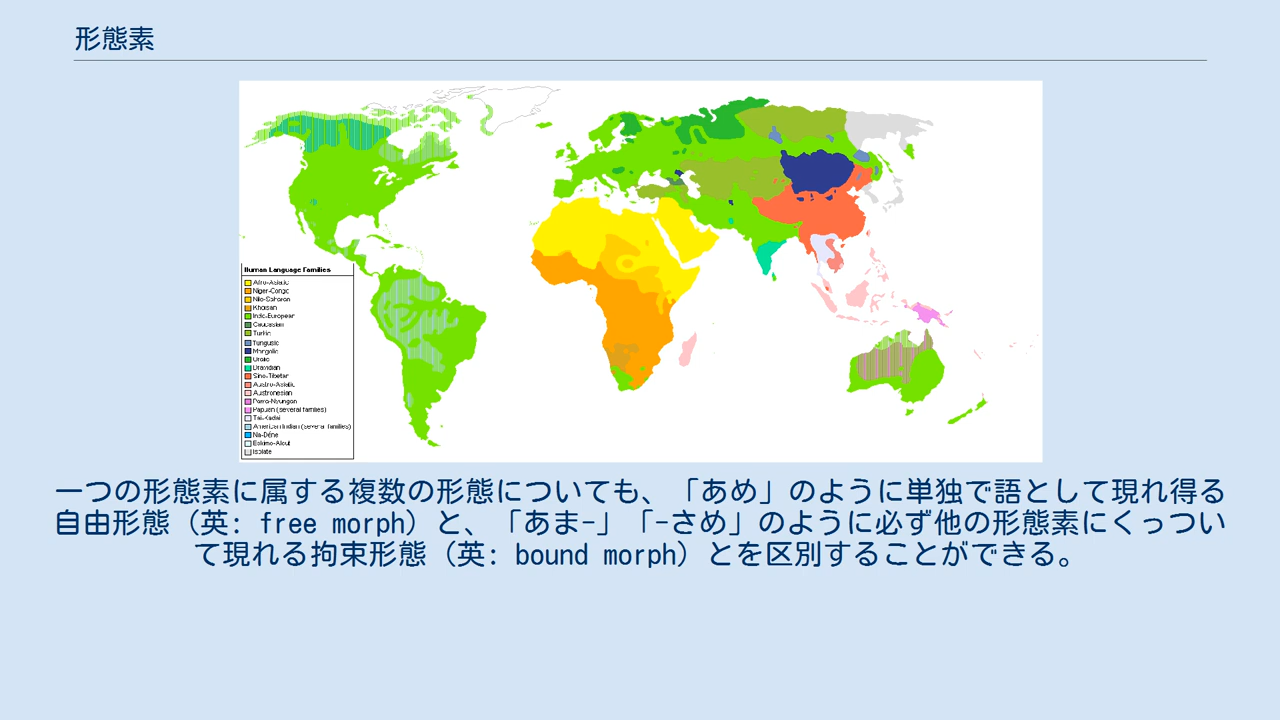 形態素
Human Language Families
Afro-Asiatic
Niger-Congo
Nilo-Saharan
Khoisan
Indo-European
Caucasian
Turkic
Tungusic
Mongolic
Uralic
Dravidian
Sino-Tibetan
Austro-Asiatic
Austronesian
Pama-Nyungan
Papuan (several families)
Tai-Kadai
American Indian (several families)
Na-Dené
Eskimo-Aleut
Isolate
一つの形態素に属する複数の形態についても、「あめ」のように単独で語として現れ得る
自由形態（英: free morph）と、「あま-」「-さめ」のように必ず他の形態素にくっつい
て現れる拘束形態（英: bound morph）とを区別することができる。